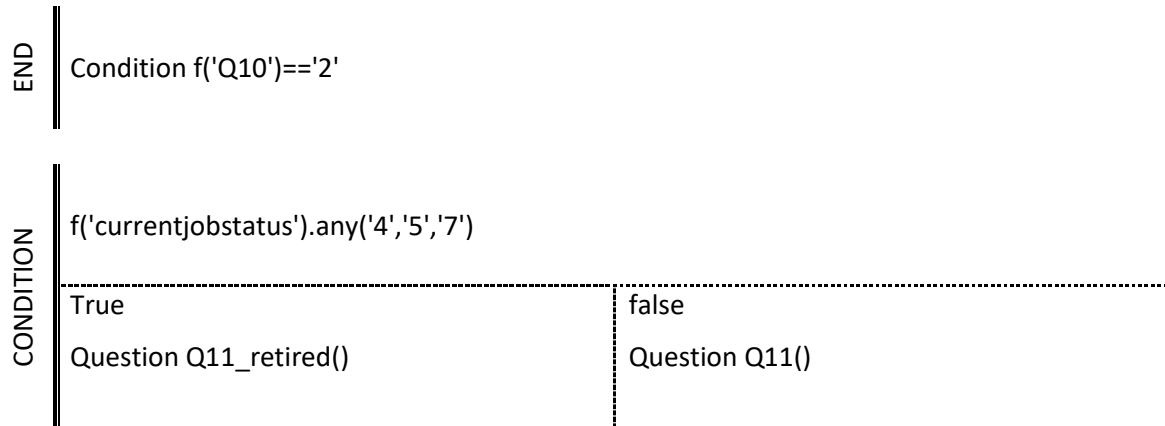 END
Condition f('Q10')=='2'
CONDITION
f('currentjobstatus').any('4','5','7')
True
false
Question Q11_retired()
Question Q11()